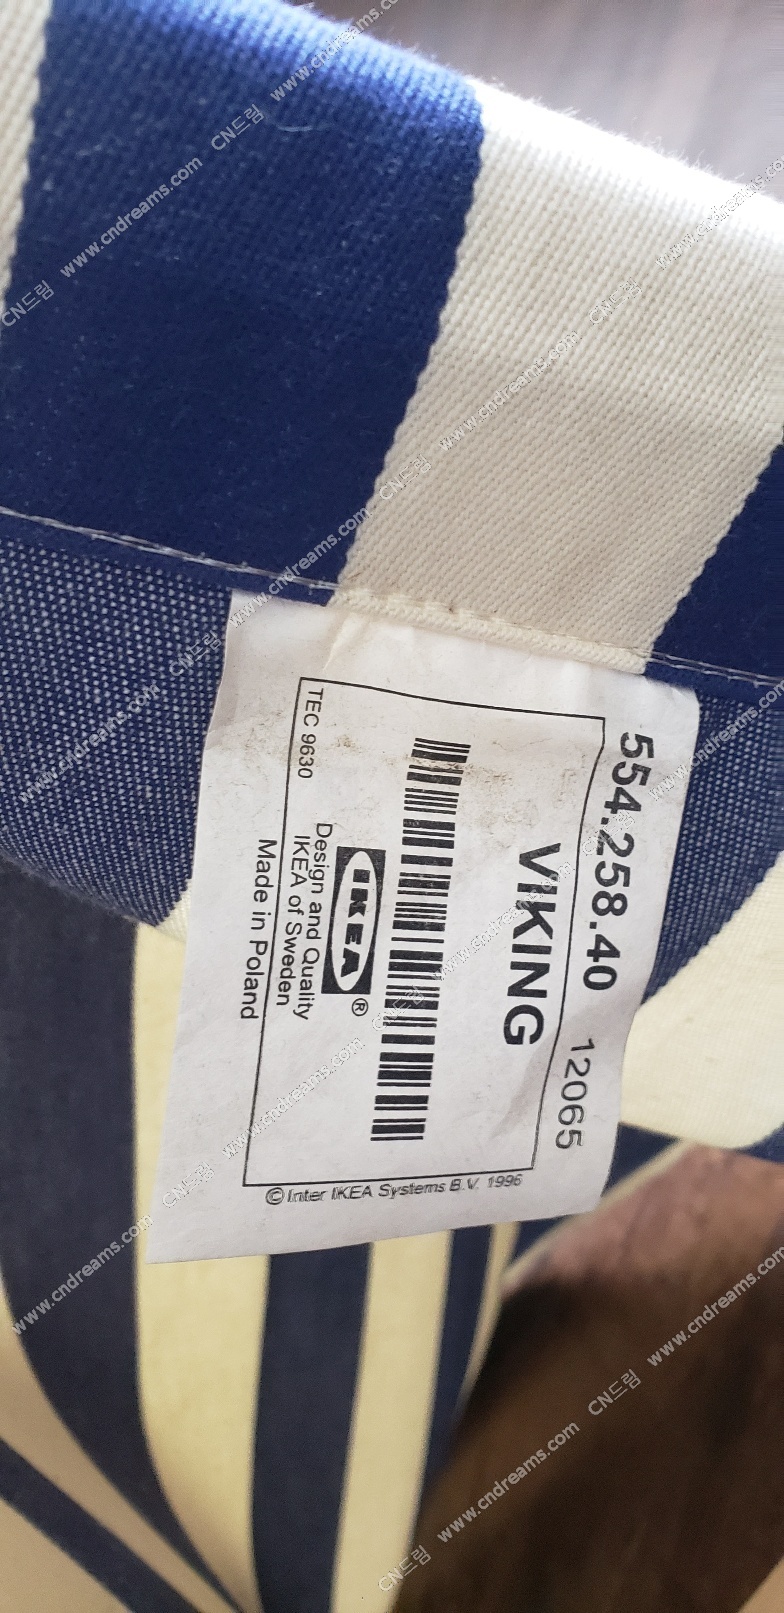 554.258.40 12065
VIKING
IKEA®
Design and Quality
IKEA of Sweden
TEC 9630
Made in Poland
© Inter IKEA Systems B.V. 1996
CN드림 www.cndreams.com